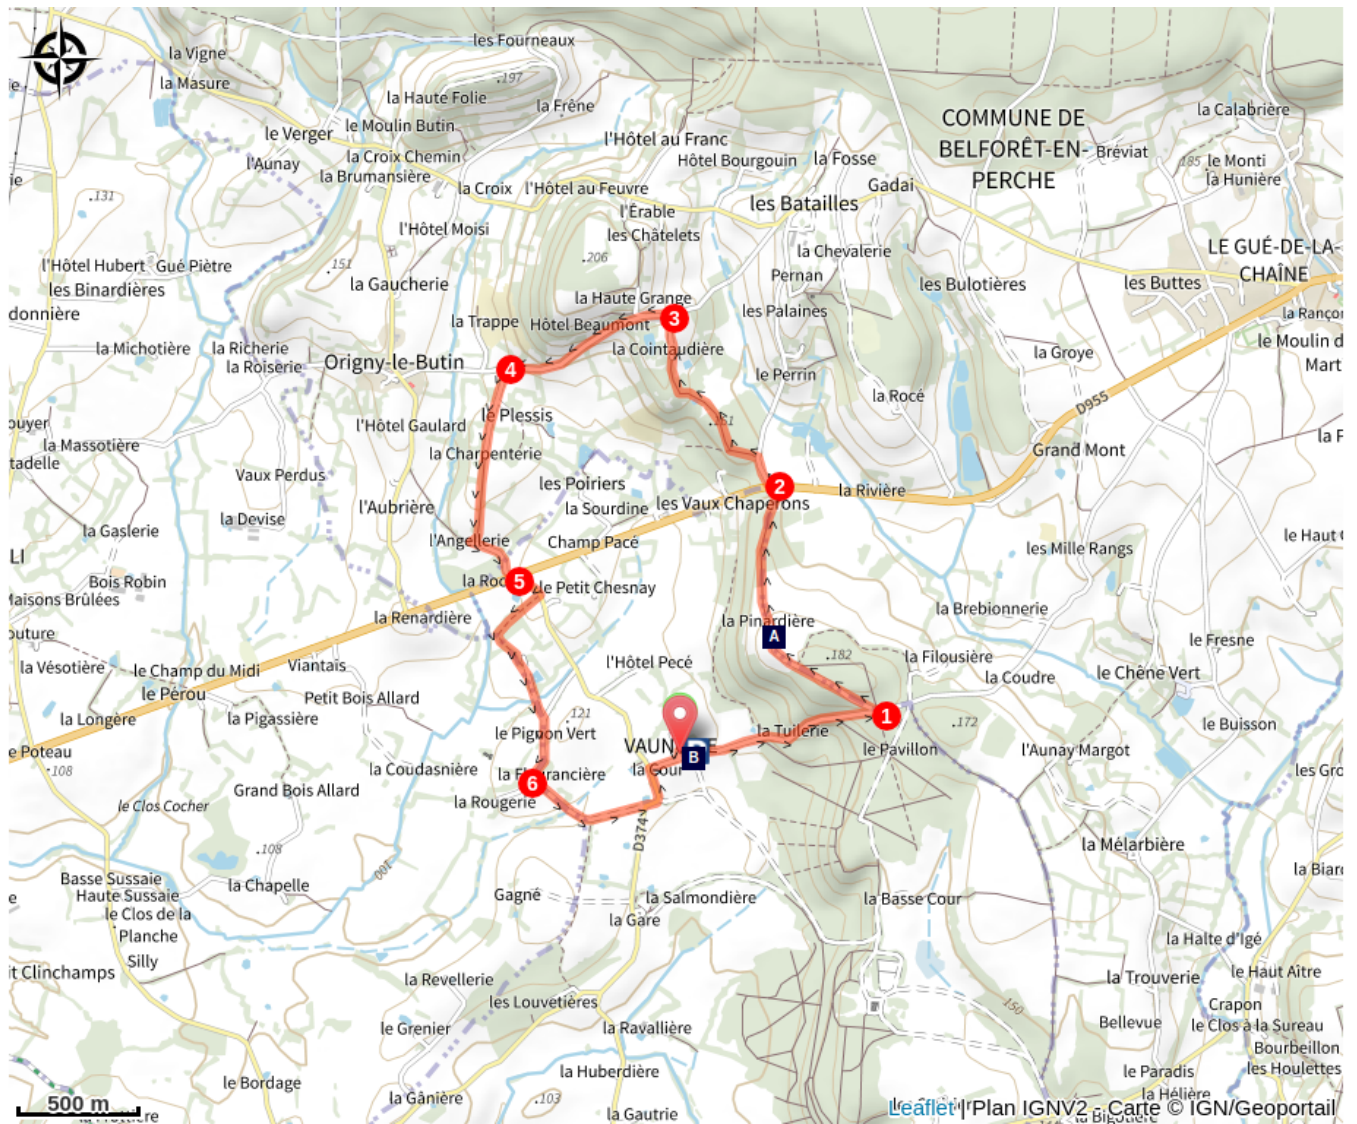 les Fourneaux
la Vigne
la Masure
197
la Haute Folie
la Frêne
la Calabrière
COMMUNE DE
BELFORÊT-EN-
PERCHE
le Verger
le Moulin Butin
l'Hôtel au Franc
Bréviat
185
le Monti
la Hunière
l'Aunay
la Croix Chemin
la Brumansière
Hôtel Bourgouin
la Fosse
131
la Croix
l'Hôtel au Feuvre
Gadai
l'Érable
les Batailles
les Châtelets
l'Hôtel Moisi
la Chevalerie
LE GUÉ-DE-LA-
CHAÎNE
l'Hôtel Hubert
Gué Piètre
151
206
Pernan
les Binardières
la Gaucherie
la Haute Grange
les Bulotières
les Buttes
donnière
la Trappe
Hôtel Beaumont
3
les Palaines
le Moulin d
Mart
la Michotière
la Richerie
la Roiserie
Origny-le-Butin
4
la Cointaudière
la Groye
le Perrin
la Rocé
D955
ouyer
l'Hôtel Gaulard
le Plessis
161
la Massotière
la F
tadelle
la Charpenterie
Grand Mont
Vaux Perdus
les Poiriers
2
la Rivière
l'Aubrière
la Sourdine
les Vaux Chaperons
la Devise
la Gaslerie
l'Angellerie
Champ Pacé
le Haut
les Mille Rangs
LI
Bois Robin
5
le Petit Chesnay
Maisons Brûlées
la Renardière
la Brebionnerie
la Pinardière
outure
A
le Fresne
la Vésotière
le Champ du Midi
Viantais
l'Hôtel Pecé
182
la Filousière
le Pérou
Petit Bois Allard
la Coudre
le Chêne Vert
la Longère
la Pigassière
121
1
172
le Buisson
le Pignon Vert
la Tuilerie
e Poteau
VAUN
B
le Pavillon
l'Aunay Margot
108
la Coudasnière
la Cour
les Gro
Grand Bois Allard
6
le Clos Cocher
la Rougerie
D374
la Mélarbière
108
100
Basse Sussaie
Haute Sussaie
la Chapelle
Gagné
la Salmondière
la Basse Cour
la Biar
le Clos de la
Planche
la Gare
la Halte d'Igé
Silly
it Clinchamps
la Revellerie
la Trouverie
le Haut Aître
les Louvetières
150
Crapon
le Grenier
la Ravallière
Bellevue
le Clos à la Sureau
Bourbeillon
la Huberdière
le Paradis
les Houlettes
le Bordage
la Gânière
103
la Gautrie
la Hélière
500 m
Leaflet | Plan IGNV2 - Carte © IGN/Geoportail